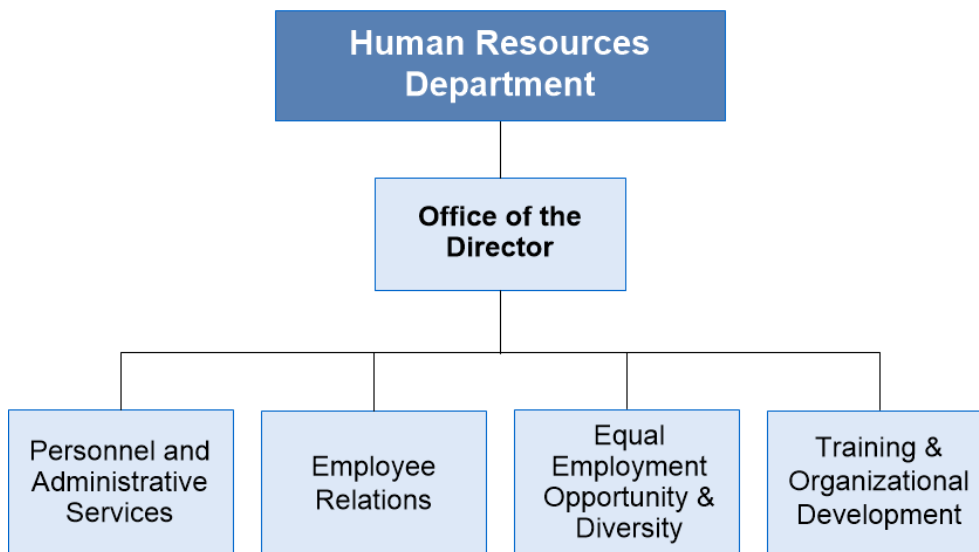 Human Resources
Department
Office of the
Director
Personnel and
Administrative
Services
Employee
Relations
Equal
Employment
Opportunity &
Diversity
Training &
Organizational
Development